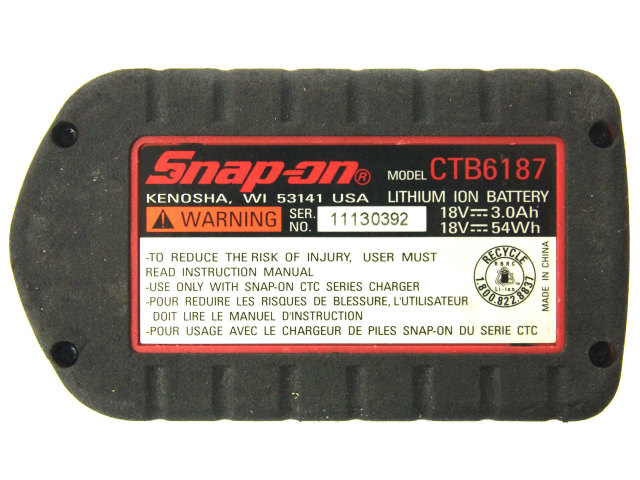 Snap-on® MODEL CTB6187
KENOSHA, WI 53141 USA LITHIUM ION BATTERY
WARNING SER. NO. 11130392 18V⎓3.0Ah
18V⎓54Wh
-TO REDUCE THE RISK OF INJURY, USER MUST
READ INSTRUCTION MANUAL
-USE ONLY WITH SNAP-ON CTC SERIES CHARGER
-POUR REDUIRE LES RISQUES DE BLESSURE, L'UTILISATEUR
DOIT LIRE LE MANUEL D'INSTRUCTION
-POUR USAGE AVEC LE CHARGEUR DE PILES SNAP-ON DU SERIE CTC
RECYCLE
RBRC
Li-ion
1.800.822.8837
MADE IN CHINA